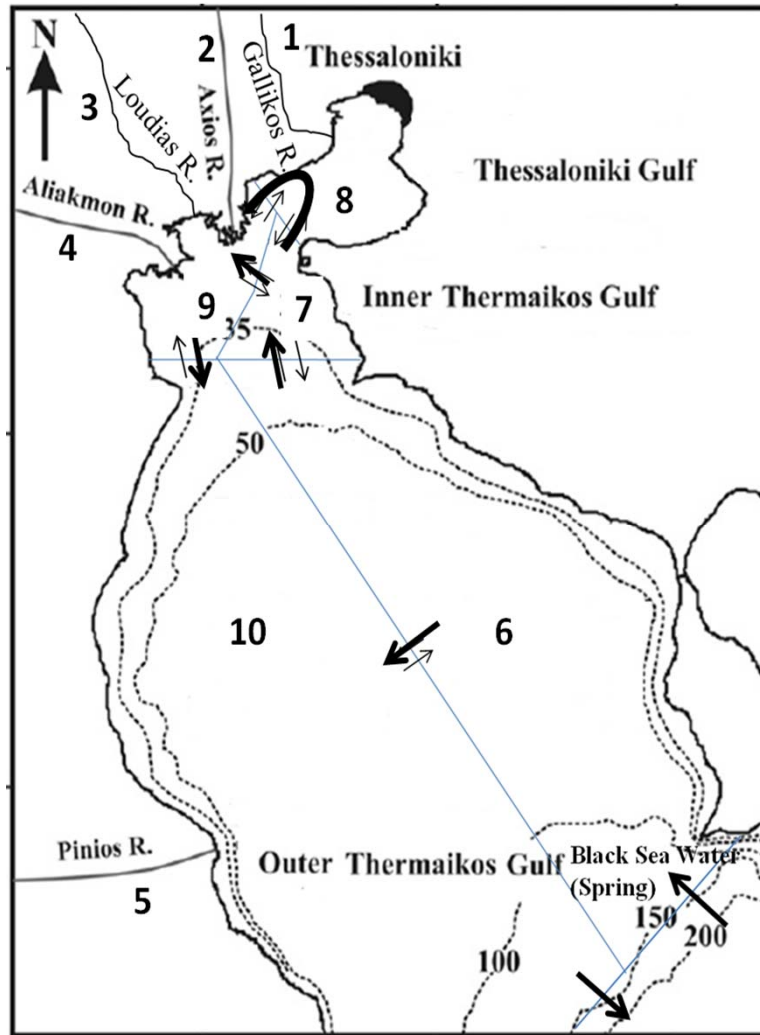 N
1
2
3
Thessaloniki
Gallikos R.
Axios R.
Loudias R.
Thessaloniki Gulf
Aliakmon R.
8
4
Inner Thermaikos Gulf
9
7
35
50
10
6
Pinios R.
Outer Thermaikos Gulf
Black Sea Water
(Spring)
5
150
200
100